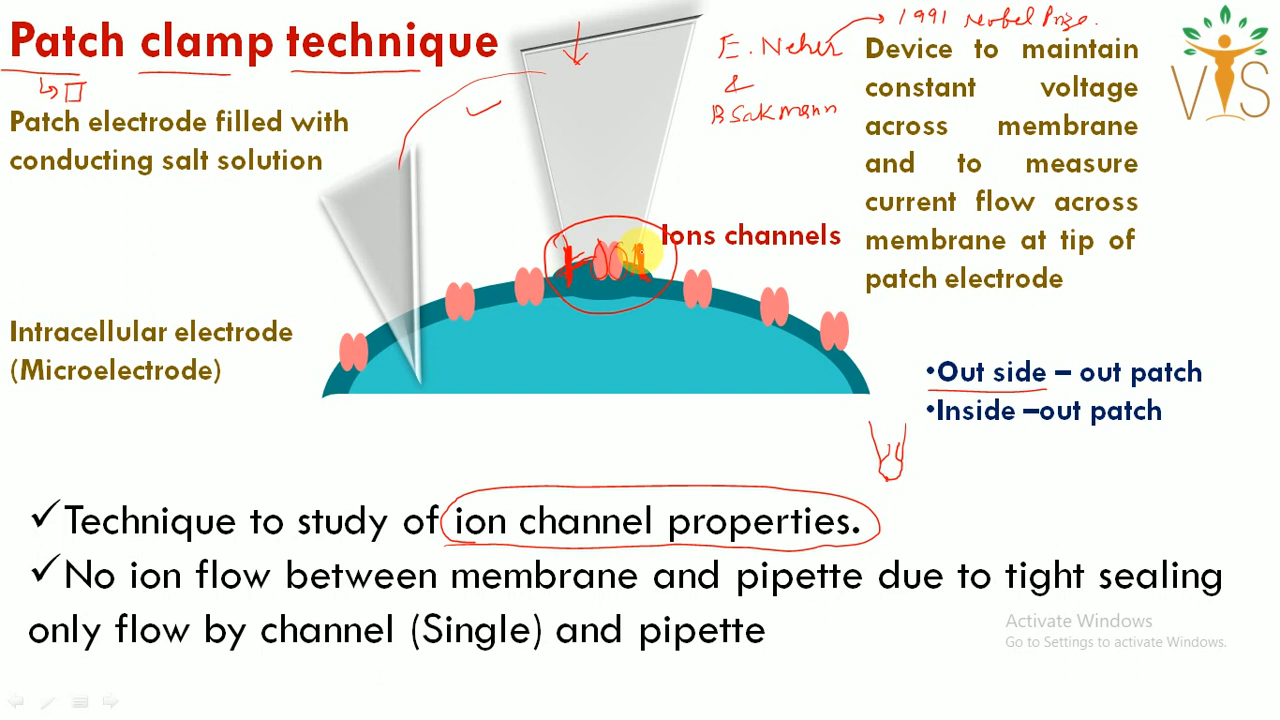 Patch clamp technique
Patch electrode filled with
conducting salt solution
Intracellular electrode
(Microelectrode)
E. Neher
&
B Sakmann
1991 Nobel Prize.
Ions channels
Device to maintain
constant voltage
across membrane
and to measure
current flow across
membrane at tip of
patch electrode
VIS
•Out side – out patch
•Inside –out patch
✓Technique to study of ion channel properties.
✓No ion flow between membrane and pipette due to tight sealing
only flow by channel (Single) and pipette
Activate Windows
Go to Settings to activate Windows.